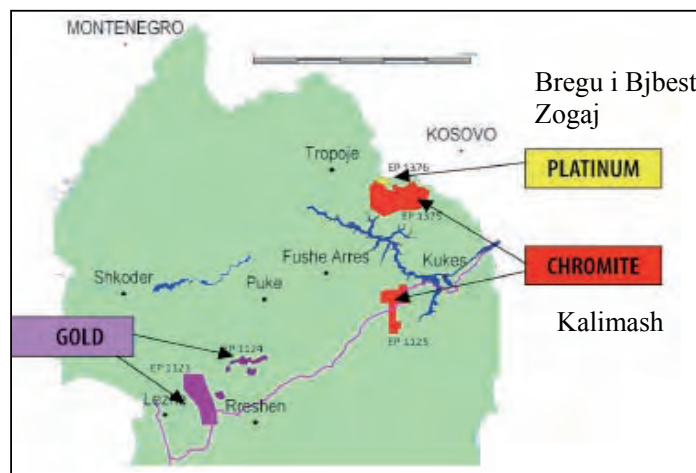 MONTENEGRO
Bregu i Bjbest
Zogaj
KOSOVO
Tropoje
EP 1376
PLATINUM
EP 1375
Fushe Arres
Kukes
CHROMITE
Shkoder
Puke
Kalimash
GOLD
EP 1124
EP 1125
EP 1123
Lezhe
Rreshen